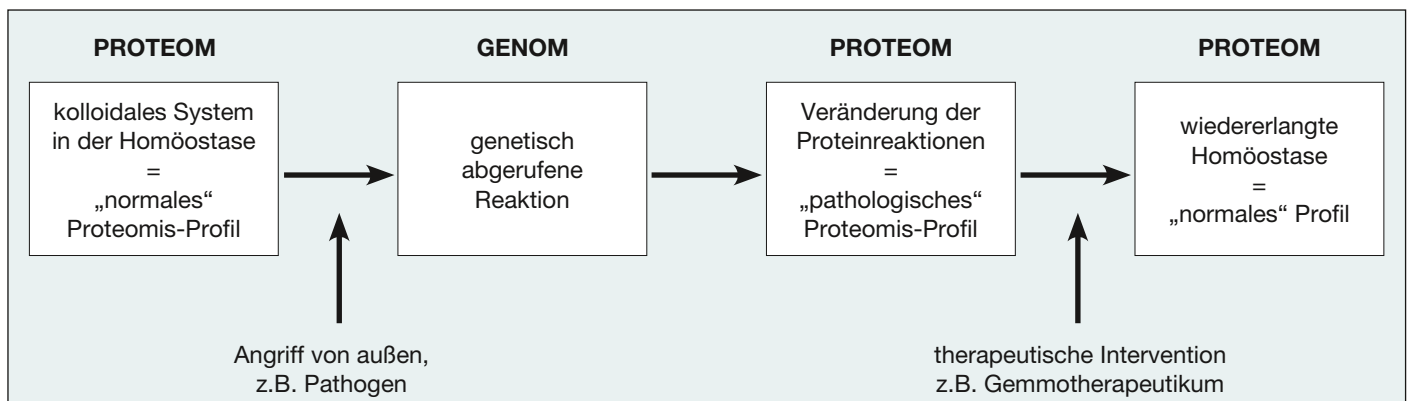 PROTEOM
GENOM
PROTEOM
PROTEOM
kolloidales System
in der Homöostase
=
„normales“
Proteomis-Profil
genetisch
abgerufene
Reaktion
Veränderung der
Proteinreaktionen
=
„pathologisches“
Proteomis-Profil
wiedererlangte
Homöostase
=
„normales“ Profil
Angriff von außen,
z.B. Pathogen
therapeutische Intervention
z.B. Gemmotherapeutikum